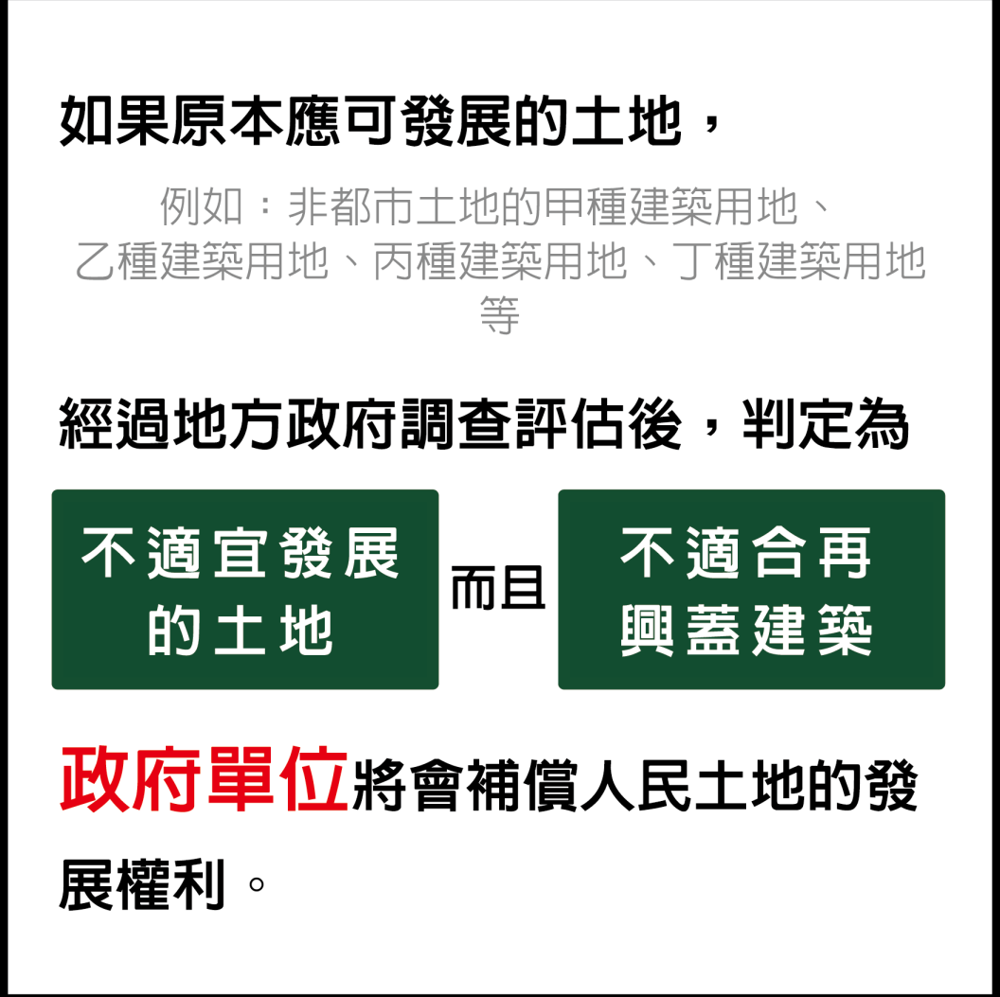 如果原本應可發展的土地，
例如：非都市土地的甲種建築用地、
乙種建築用地、丙種建築用地、丁種建築用地
等
經過地方政府調查評估後，判定為
不適宜發展
的土地
而且
不適合再
興蓋建築
政府單位將會補償人民土地的發
展權利。